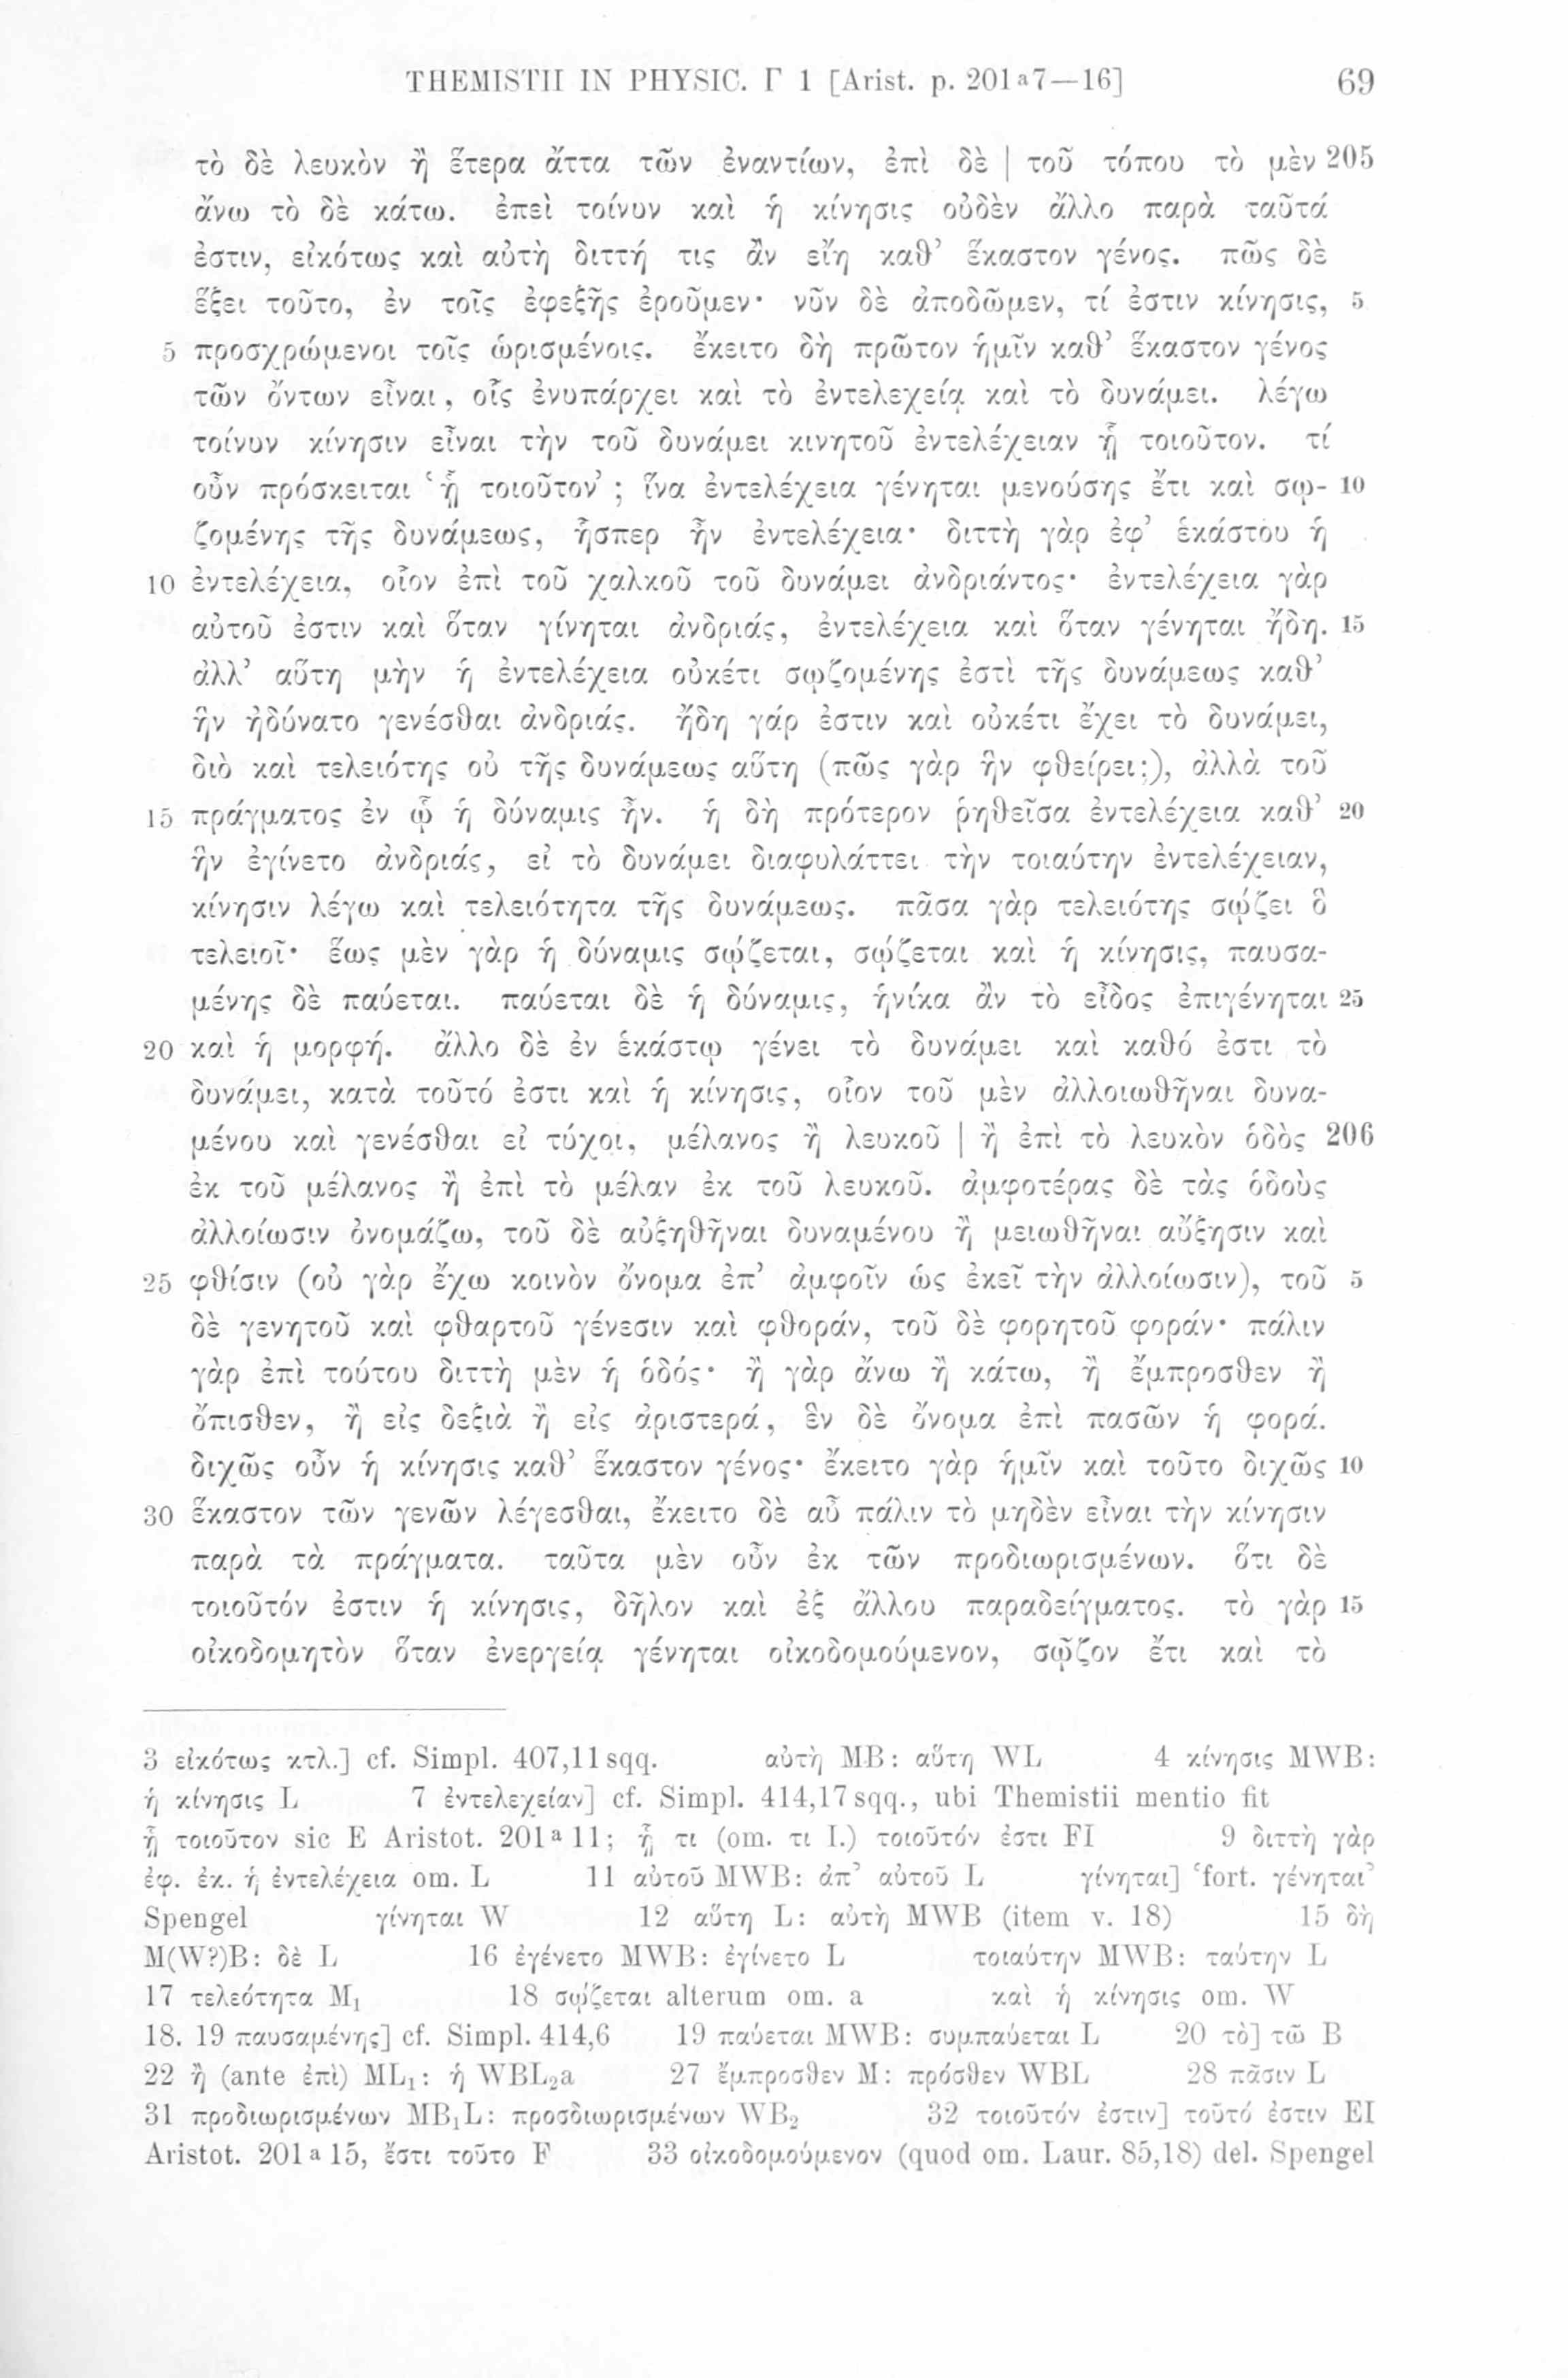 THEMISTII IN PHYSIC. Γ 1 [Arist. p. 201a7—16] 69
τὸ δὲ λευκὸν ἢ ἕτερα ἄττα τῶν ἐναντίων, ἐπὶ δὲ | τοῦ τόπου τὸ μὲν 205
ἄνω τὸ δὲ κάτω. ἐπεὶ τοίνυν καὶ ἡ κίνησις οὐδὲν ἄλλο παρὰ ταῦτά
ἐστιν, εἰκότως καὶ αὐτὴ διττή τις ἂν εἴη καθ’ ἕκαστον γένος. πῶς δὲ
ἕξει τοῦτο, ἐν τοῖς ἐφεξῆς ἐροῦμεν· νῦν δὲ ἀποδῶμεν, τί ἐστιν κίνησις, 5
5 προσχρώμενοι τοῖς ὡρισμένοις. ἔκειτο δὴ πρῶτον ἡμῖν καθ’ ἕκαστον γένος
τῶν ὄντων εἶναι, οἷς ἐνυπάρχει καὶ τὸ ἐντελεχείᾳ καὶ τὸ δυνάμει. λέγω
τοίνυν κίνησιν εἶναι τὴν τοῦ δυνάμει κινητοῦ ἐντελέχειαν ᾗ τοιοῦτον. τί
οὖν πρόσκειται ‘ᾗ τοιοῦτον’; ἵνα ἐντελέχεια γένηται μενούσης ἔτι καὶ σῳ- 10
ζομένης τῆς δυνάμεως, ἧσπερ ἦν ἐντελέχεια· διττὴ γὰρ ἐφ’ ἑκάστου ἡ
10 ἐντελέχεια, οἷον ἐπὶ τοῦ χαλκοῦ τοῦ δυνάμει ἀνδριάντος· ἐντελέχεια γὰρ
αὐτοῦ ἐστιν καὶ ὅταν γίνηται ἀνδριάς, ἐντελέχεια καὶ ὅταν γένηται ἤδη. 15
ἀλλ’ αὕτη μὴν ἡ ἐντελέχεια οὐκέτι σῳζομένης ἐστὶ τῆς δυνάμεως καθ’
ἣν ἠδύνατο γενέσθαι ἀνδριάς. ἤδη γάρ ἐστιν καὶ οὐκέτι ἔχει τὸ δυνάμει,
διὸ καὶ τελειότης οὐ τῆς δυνάμεως αὕτη (πῶς γὰρ ἣν φθείρει;), ἀλλὰ τοῦ
15 πράγματος ἐν ᾧ ἡ δύναμις ἦν. ἡ δὴ πρότερον ῥηθεῖσα ἐντελέχεια καθ’ 20
ἣν ἐγίνετο ἀνδριάς, εἰ τὸ δυνάμει διαφυλάττει τὴν τοιαύτην ἐντελέχειαν,
κίνησιν λέγω καὶ τελειότητα τῆς δυνάμεως. πᾶσα γὰρ τελειότης σῴζει ὃ
τελειοῖ· ἕως μὲν γὰρ ἡ δύναμις σῴζεται, σῴζεται καὶ ἡ κίνησις, παυσα-
μένης δὲ παύεται. παύεται δὲ ἡ δύναμις, ἡνίκα ἂν τὸ εἶδος ἐπιγένηται 25
20 καὶ ἡ μορφή. ἄλλο δὲ ἐν ἑκάστῳ γένει τὸ δυνάμει καὶ καθό ἐστι τὸ
δυνάμει, κατὰ τοῦτό ἐστι καὶ ἡ κίνησις, οἷον τοῦ μὲν ἀλλοιωθῆναι δυνα-
μένου καὶ γενέσθαι εἰ τύχοι, μέλανος ἢ λευκοῦ | ἢ ἐπὶ τὸ λευκὸν ὁδὸς 206
ἐκ τοῦ μέλανος ἢ ἐπὶ τὸ μέλαν ἐκ τοῦ λευκοῦ. ἀμφοτέρας δὲ τὰς ὁδοὺς
ἀλλοίωσιν ὀνομάζω, τοῦ δὲ αὐξηθῆναι δυναμένου ἢ μειωθῆναι αὔξησιν καὶ
25 φθίσιν (οὐ γὰρ ἔχω κοινὸν ὄνομα ἐπ’ ἀμφοῖν ὡς ἐκεῖ τὴν ἀλλοίωσιν), τοῦ 5
δὲ γενητοῦ καὶ φθαρτοῦ γένεσιν καὶ φθοράν, τοῦ δὲ φορητοῦ φοράν· πάλιν
γὰρ ἐπὶ τούτου διττὴ μὲν ἡ ὁδός· ἢ γὰρ ἄνω ἢ κάτω, ἢ ἔμπροσθεν ἢ
ὄπισθεν, ἢ εἰς δεξιὰ ἢ εἰς ἀριστερά, ἓν δὲ ὄνομα ἐπὶ πασῶν ἡ φορά.
διχῶς οὖν ἡ κίνησις καθ’ ἕκαστον γένος· ἔκειτο γὰρ ἡμῖν καὶ τοῦτο διχῶς 10
30 ἕκαστον τῶν γενῶν λέγεσθαι, ἔκειτο δὲ αὖ πάλιν τὸ μηδὲν εἶναι τὴν κίνησιν
παρὰ τὰ πράγματα. ταῦτα μὲν οὖν ἐκ τῶν προδιωρισμένων. ὅτι δὲ
τοιοῦτόν ἐστιν ἡ κίνησις, δῆλον καὶ ἐξ ἄλλου παραδείγματος. τὸ γὰρ 15
οἰκοδομητὸν ὅταν ἐνεργείᾳ γένηται οἰκοδομούμενον, σῷζον ἔτι καὶ τὸ
3 εἰκότως κτλ.] cf. Simpl. 407,11 sqq. αὐτὴ MB: αὕτη WL 4 κίνησις MWB:
ἡ κίνησις L 7 ἐντελεχείαν] cf. Simpl. 414,17 sqq., ubi Themistii mentio fit
ᾗ τοιοῦτον sic E Aristot. 201a11; ᾗ τι (om. τι I.) τοιοῦτόν ἐστι FI 9 διττὴ γὰρ
ἐφ. ἑκ. ἡ ἐντελέχεια om. L 11 αὐτοῦ MWB: ἀπ’ αὐτοῦ L γίνηται] ‘fort. γένηται’
Spengel γίνηται W 12 αὕτη L: αὐτὴ MWB (item v. 18) 15 δὴ
M(W?)B: δὲ L 16 ἐγένετο MWB: ἐγίνετο L τοιαύτην MWB: ταύτην L
17 τελεότητα M₁ 18 σῴζεται alterum om. a καὶ ἡ κίνησις om. W
18. 19 παυσαμένης] cf. Simpl. 414,6 19 παύεται MWB: συμπαύεται L 20 τὸ] τῶ B
22 ἢ (ante ἐπὶ) ML₁: ἡ WBL₂a 27 ἔμπροσθεν M: πρόσθεν WBL 28 πᾶσιν L
31 προδιωρισμένων MB₁L: προσδιωρισμένων WB₂ 32 τοιοῦτόν ἐστιν] τοῦτό ἐστιν EI
Aristot. 201a15, ἔστι τοῦτο F 33 οἰκοδομούμενον (quod om. Laur. 85,18) del. Spengel